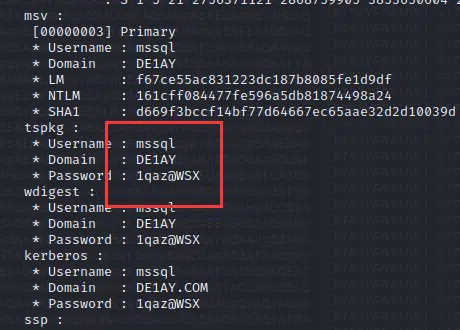 msv :
[00000003] Primary
* Username : mssql
* Domain   : DE1AY
* LM       : f67ce55ac831223dc187b8085fe1d9df
* NTLM     : 161cff084477fe596a5db81874498a24
* SHA1     : d669f3bccf14bf77d64667ec65aae32d2d10039d
tspkg :
* Username : mssql
* Domain   : DE1AY
* Password : 1qaz@WSX
wdigest :
* Username : mssql
* Domain   : DE1AY
* Password : 1qaz@WSX
kerberos :
* Username : mssql
* Domain   : DE1AY.COM
* Password : 1qaz@WSX
ssp :